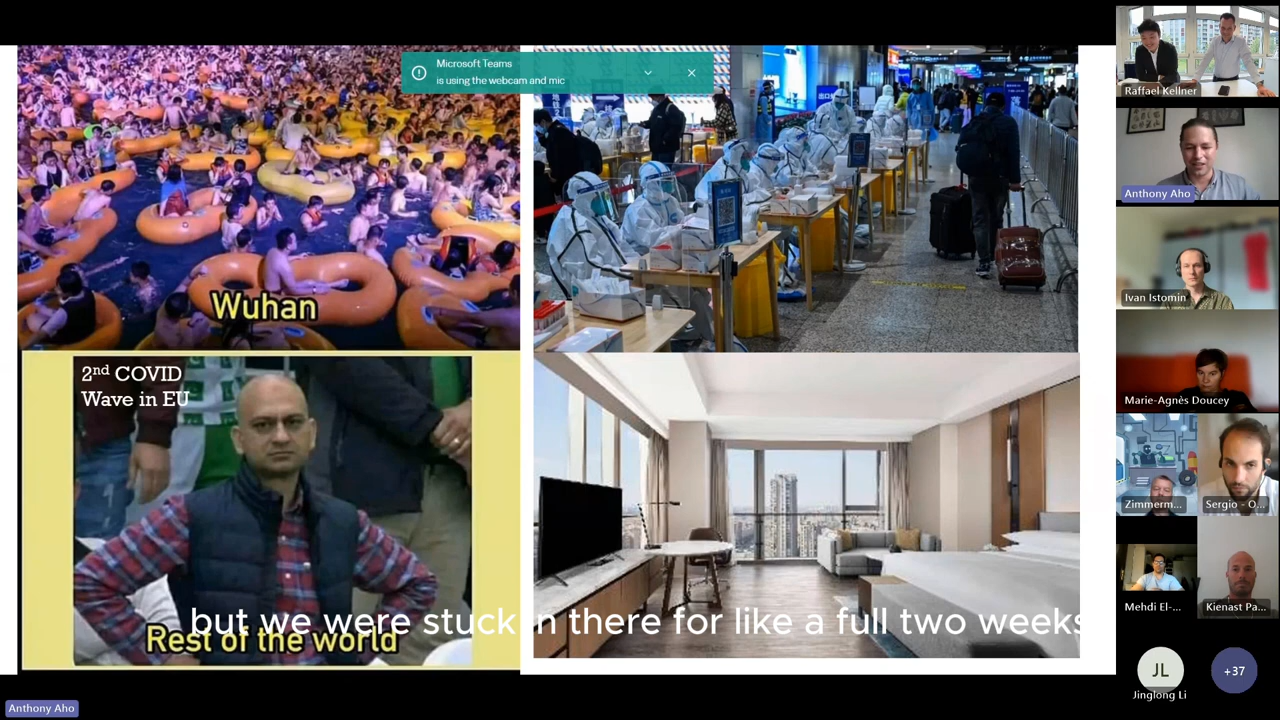 Microsoft Teams
is using the webcam and mic
Wuhan
2nd COVID
Wave in EU
Rest of the world
but we were stuck in there for like a full two weeks
Raffael Kellner
Anthony Aho
Ivan Istomin
Marie-Agnès Doucey
Zimmerm...
Sergio - O...
Mehdi El-...
Kienast Pa...
JL
Jinglong Li
+37
Anthony Aho